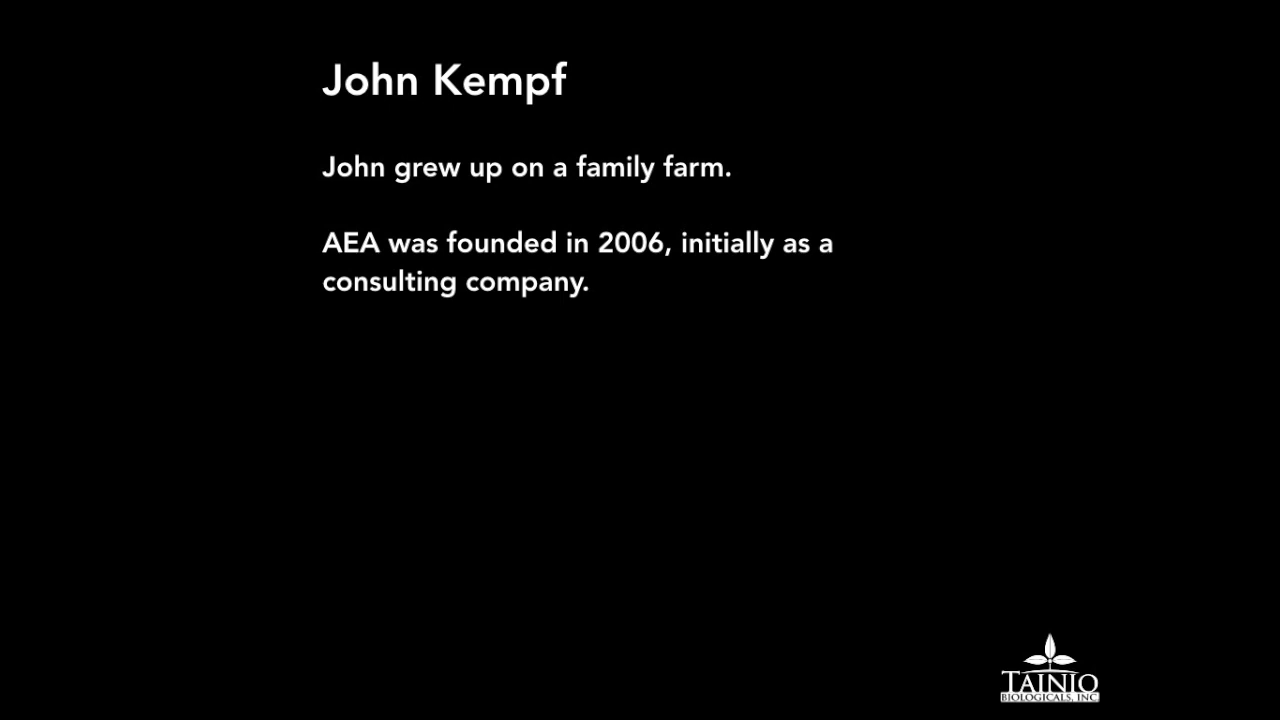 John Kempf
John grew up on a family farm.
AEA was founded in 2006, initially as a
consulting company.
TAINIO
BIOLOGICALS, INC